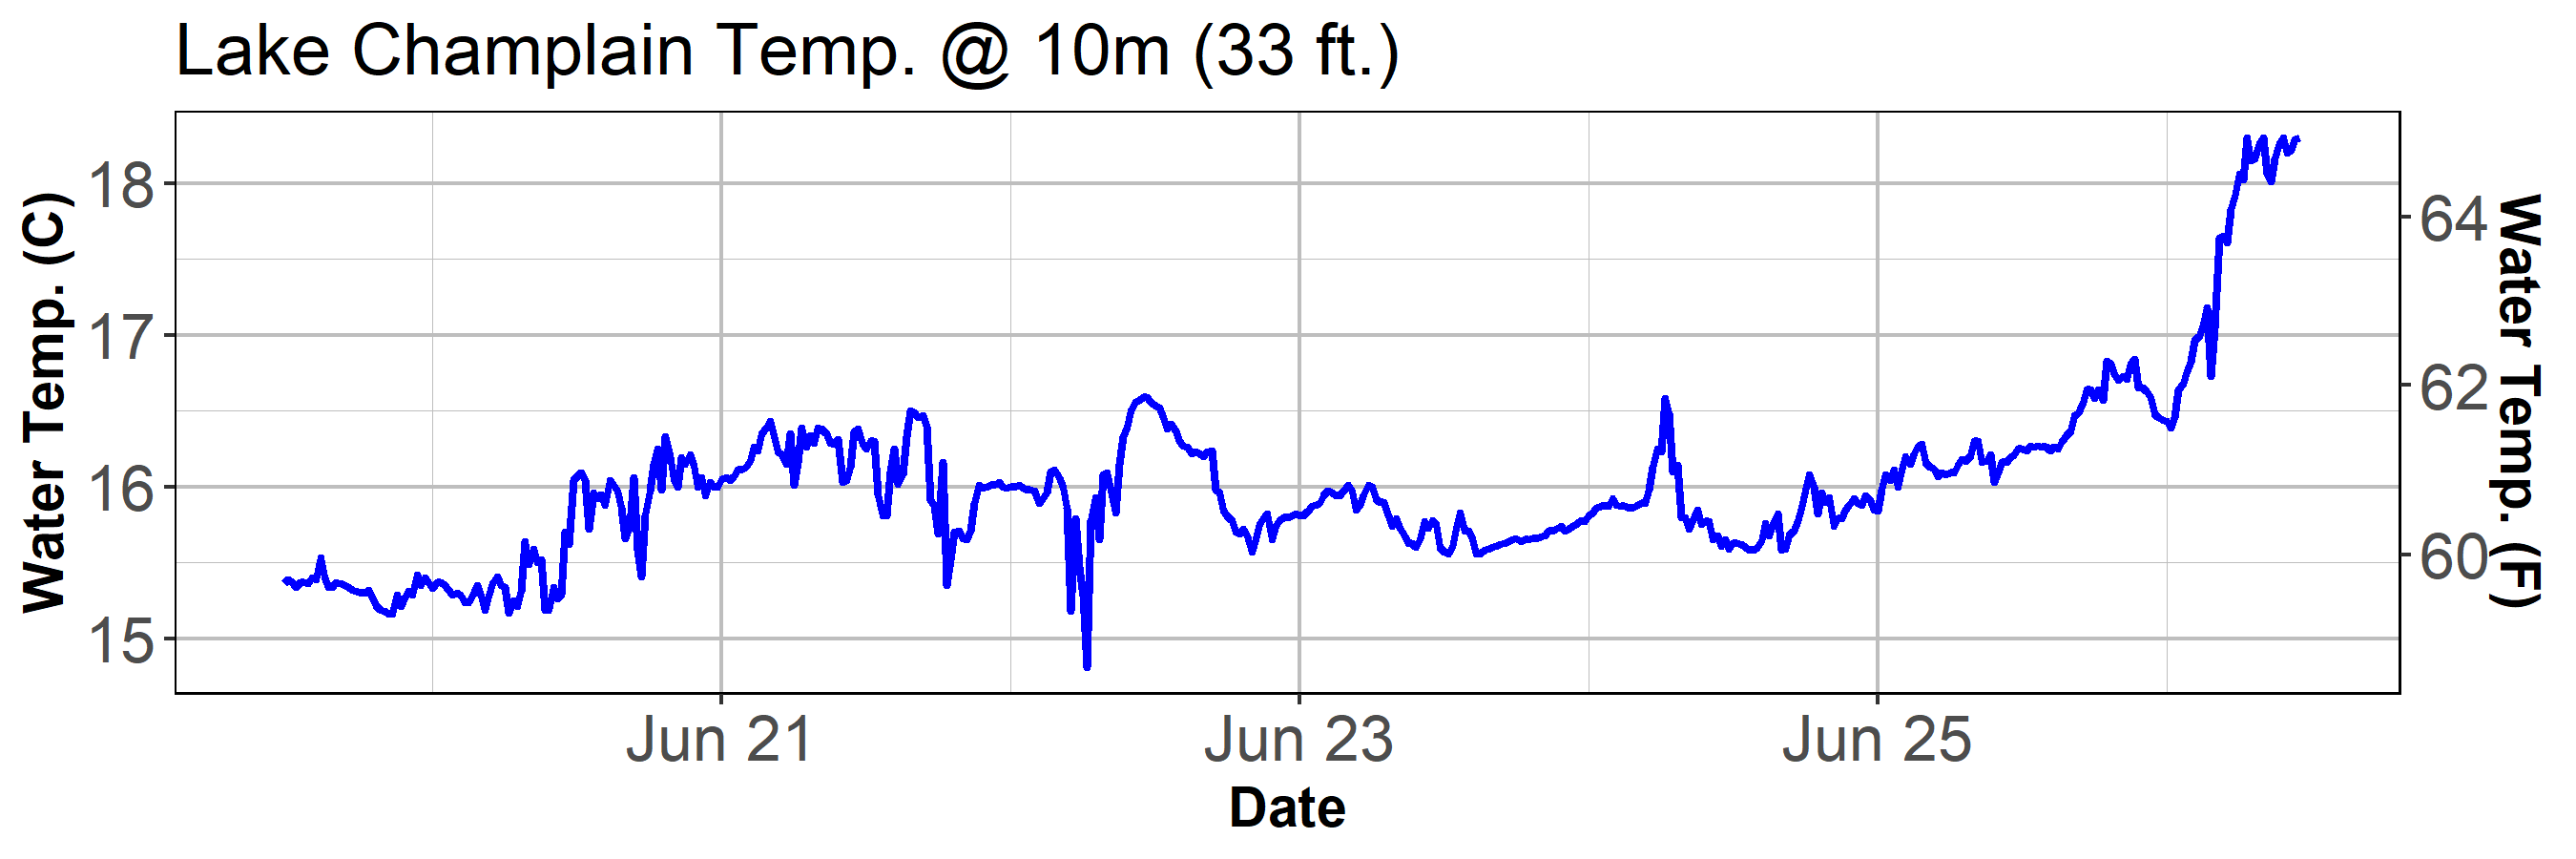 Lake Champlain Temp. @ 10m (33 ft.)
Water Temp. (C)
18
17
16
15
64
62
60
Water Temp. (F)
Jun 21
Jun 23
Jun 25
Date